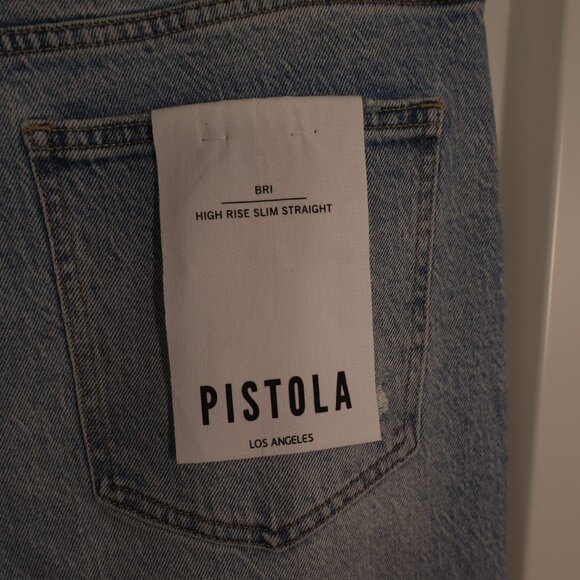 BRI
HIGH RISE SLIM STRAIGHT
PISTOLA
LOS ANGELES